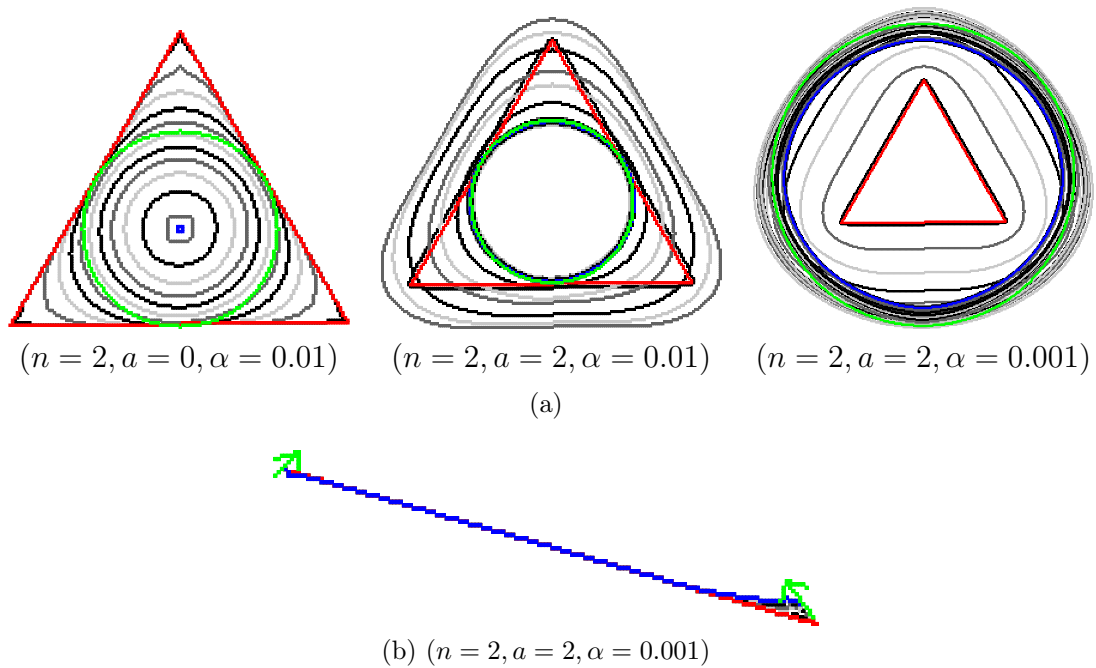 (n = 2, a = 0, α = 0.01) (n = 2, a = 2, α = 0.01) (n = 2, a = 2, α = 0.001)
(a)
(b) (n = 2, a = 2, α = 0.001)